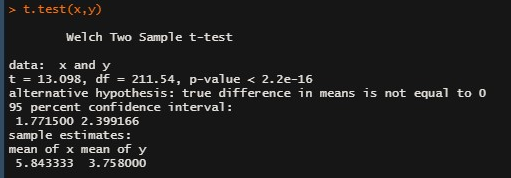 > t.test(x,y)
Welch Two Sample t-test
data:  x and y
t = 13.098, df = 211.54, p-value < 2.2e-16
alternative hypothesis: true difference in means is not equal to 0
95 percent confidence interval:
 1.771500 2.399166
sample estimates:
mean of x mean of y
 5.843333  3.758000